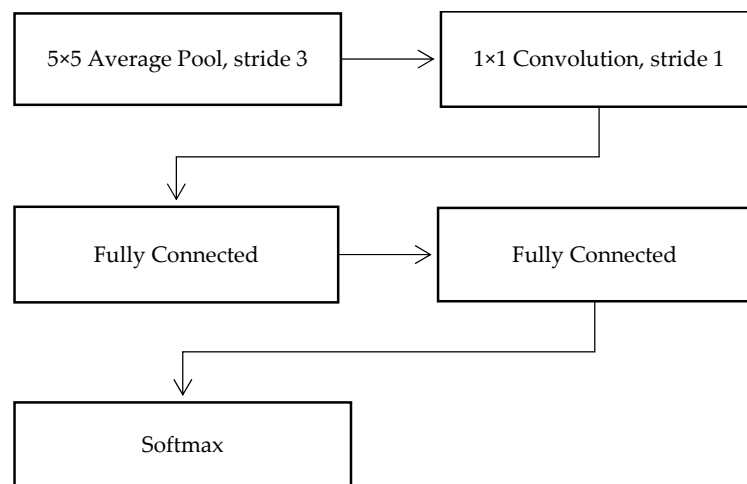 5×5 Average Pool, stride 3
1×1 Convolution, stride 1
Fully Connected
Fully Connected
Softmax